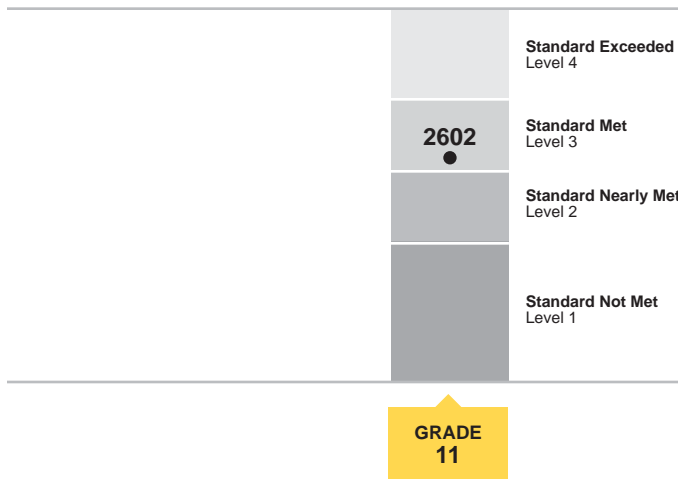 Standard Exceeded
Level 4
2602
Standard Met
Level 3
Standard Nearly Met
Level 2
Standard Not Met
Level 1
GRADE
11